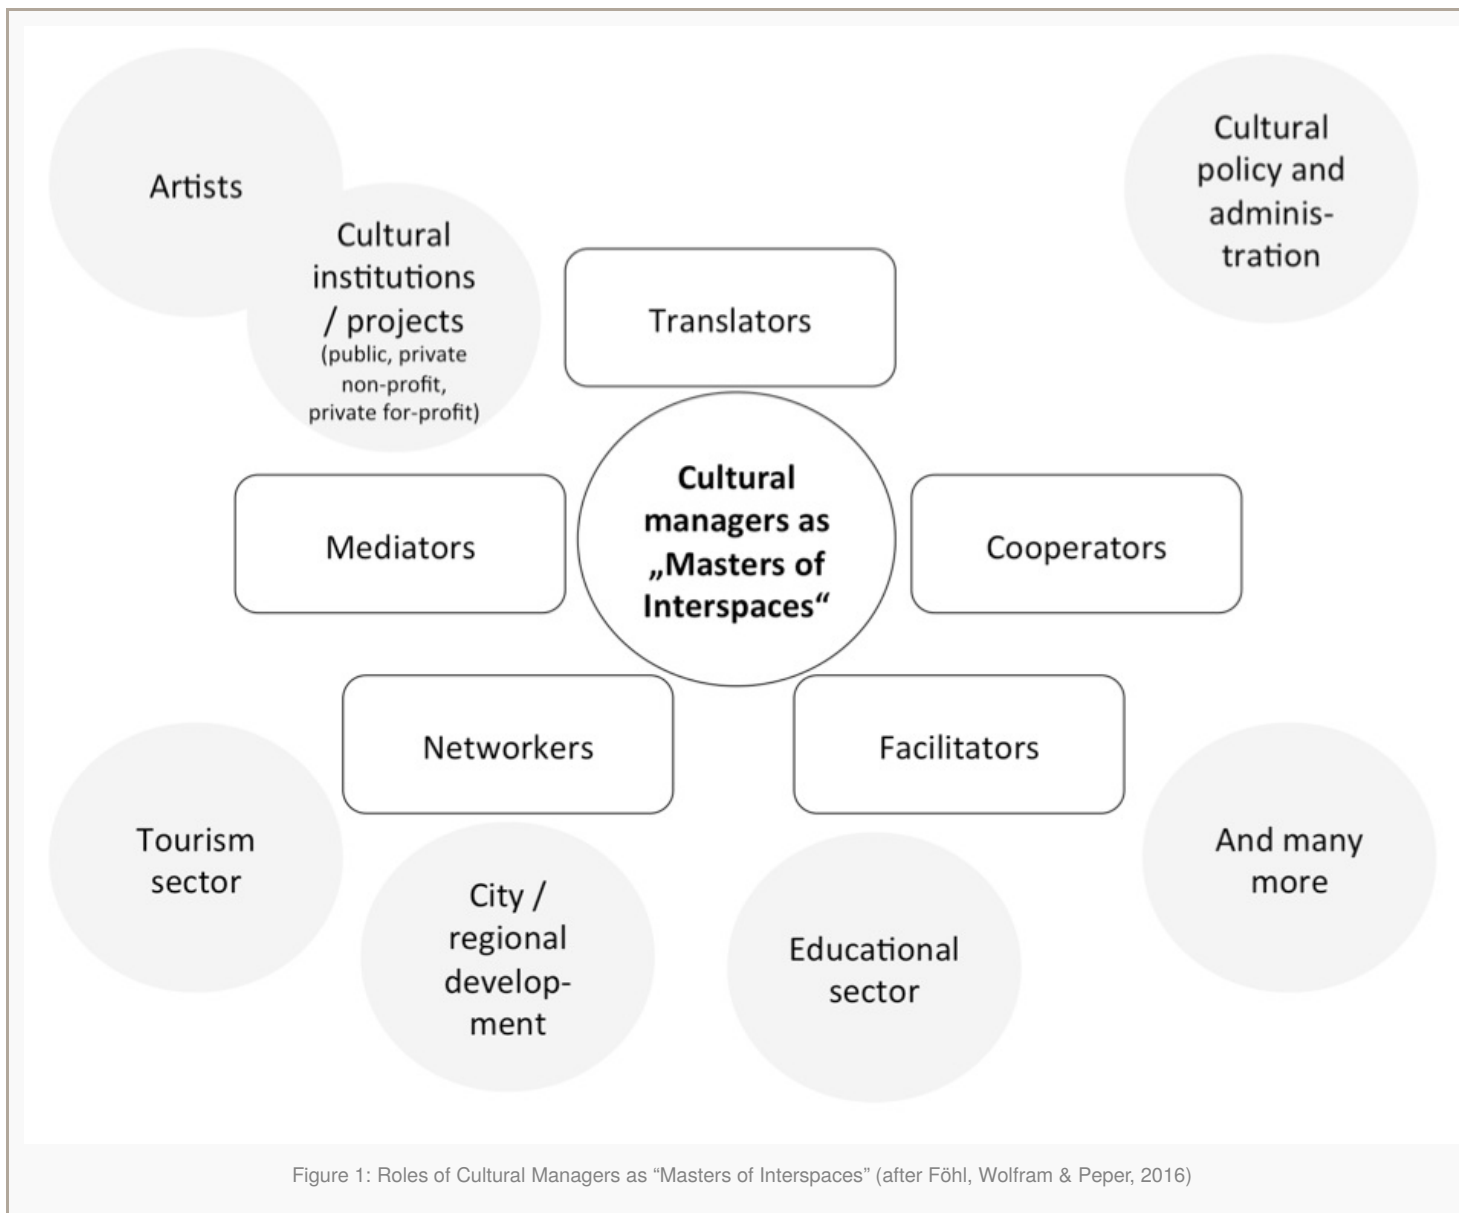 Artists
Cultural
institutions
/ projects
(public, private
non-profit,
private for-profit)
Translators
Cultural
policy and
adminis-
tration
Mediators
Cultural
managers as
„Masters of
Interspaces“
Cooperators
Networkers
Facilitators
Tourism
sector
City /
regional
develop-
ment
Educational
sector
And many
more
Figure 1: Roles of Cultural Managers as “Masters of Interspaces” (after Föhl, Wolfram & Peper, 2016)